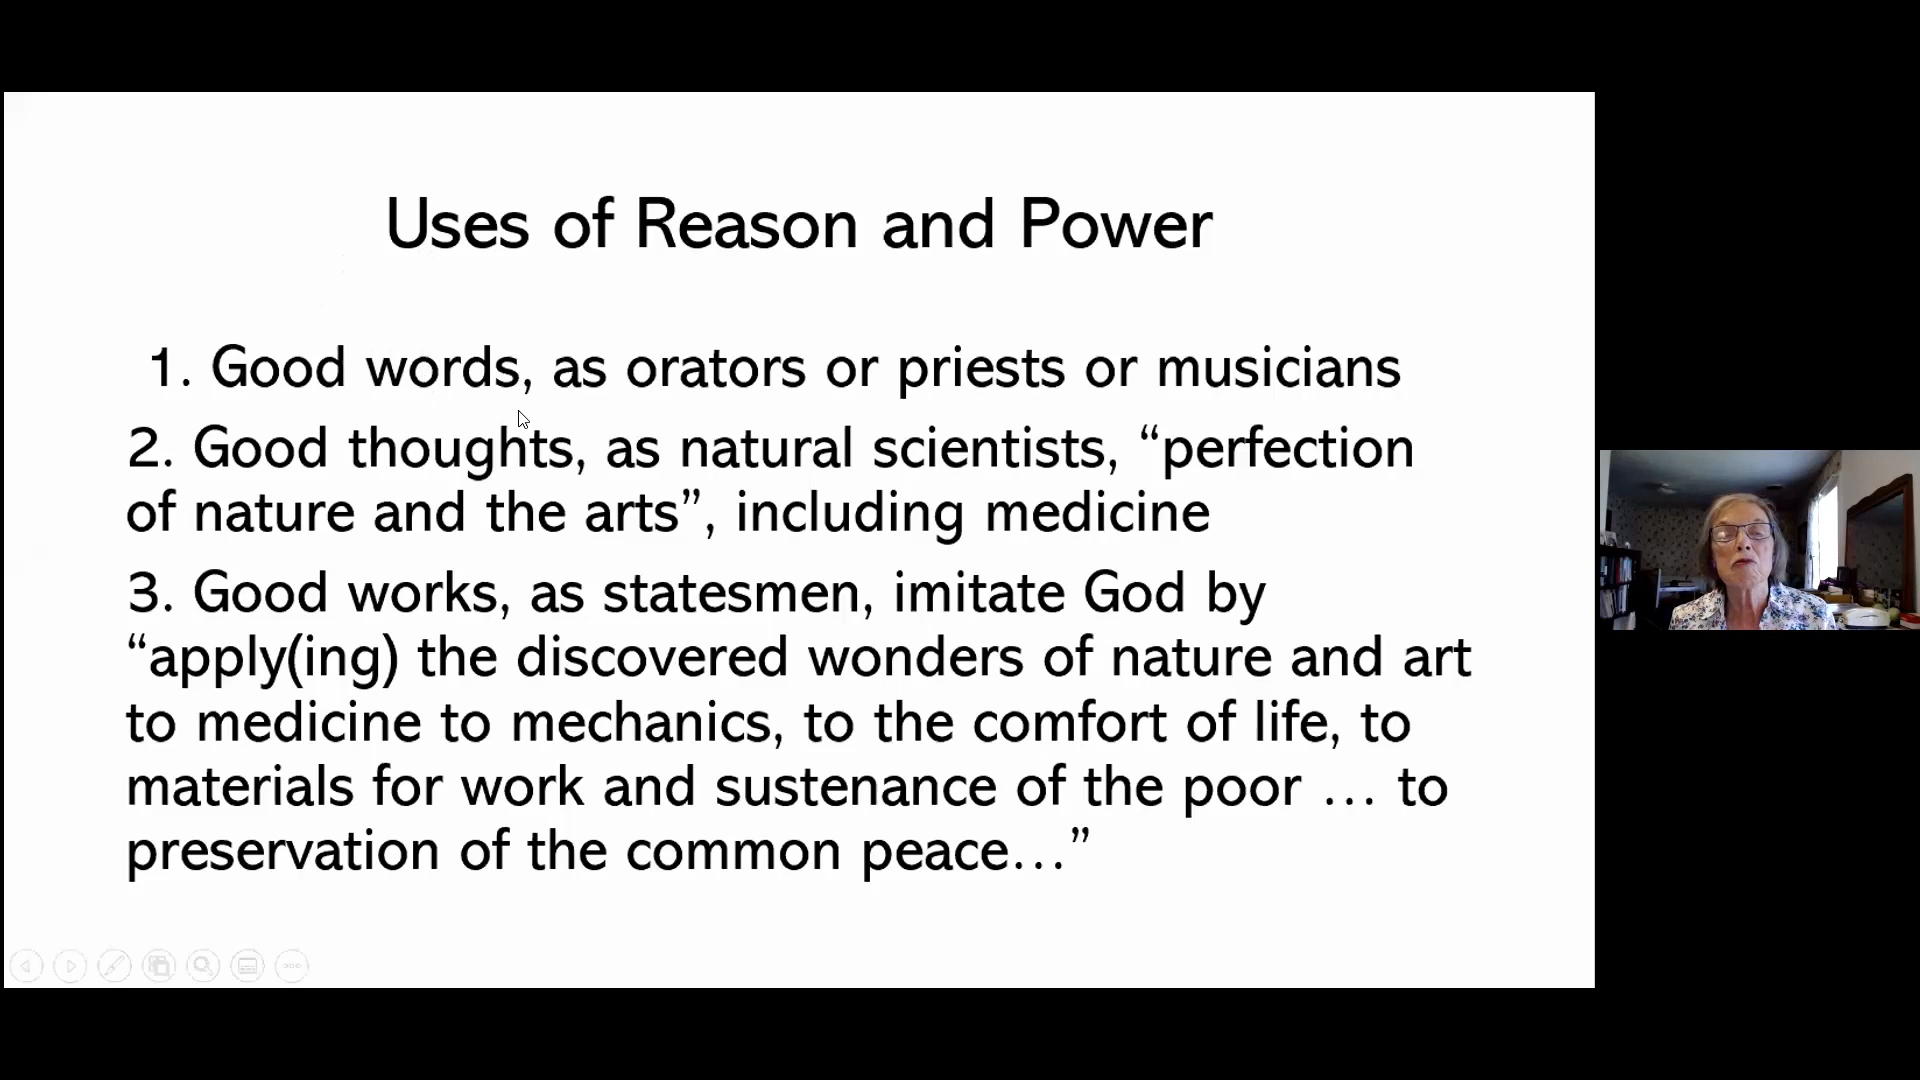 Uses of Reason and Power
1. Good words, as orators or priests or musicians
2. Good thoughts, as natural scientists, “perfection
of nature and the arts”, including medicine
3. Good works, as statesmen, imitate God by
“apply(ing) the discovered wonders of nature and art
to medicine to mechanics, to the comfort of life, to
materials for work and sustenance of the poor … to
preservation of the common peace…”